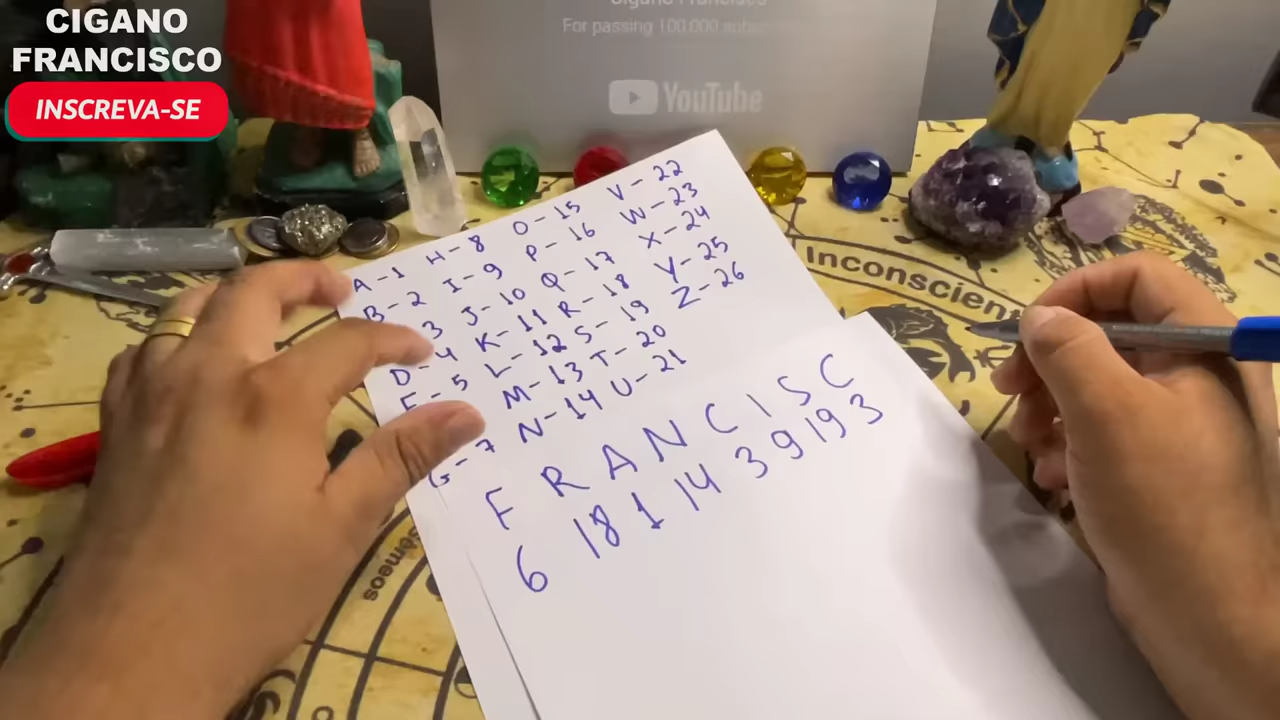 CIGANO
FRANCISCO
INSCREVA-SE
For passing 100.000
YouTube
A-1 H-8 O-15 V-22
B-2 I-9 P-16 W-23
3 J-10 Q-17 X-24
D-4 K-11 R-18 Y-25
E-5 L-12 S-19 Z-26
M-13 T-20
G-7 N-14 U-21
F R A N C I S C
6 18 1 14 3 9 19 3
Inconscien
Gêmeos